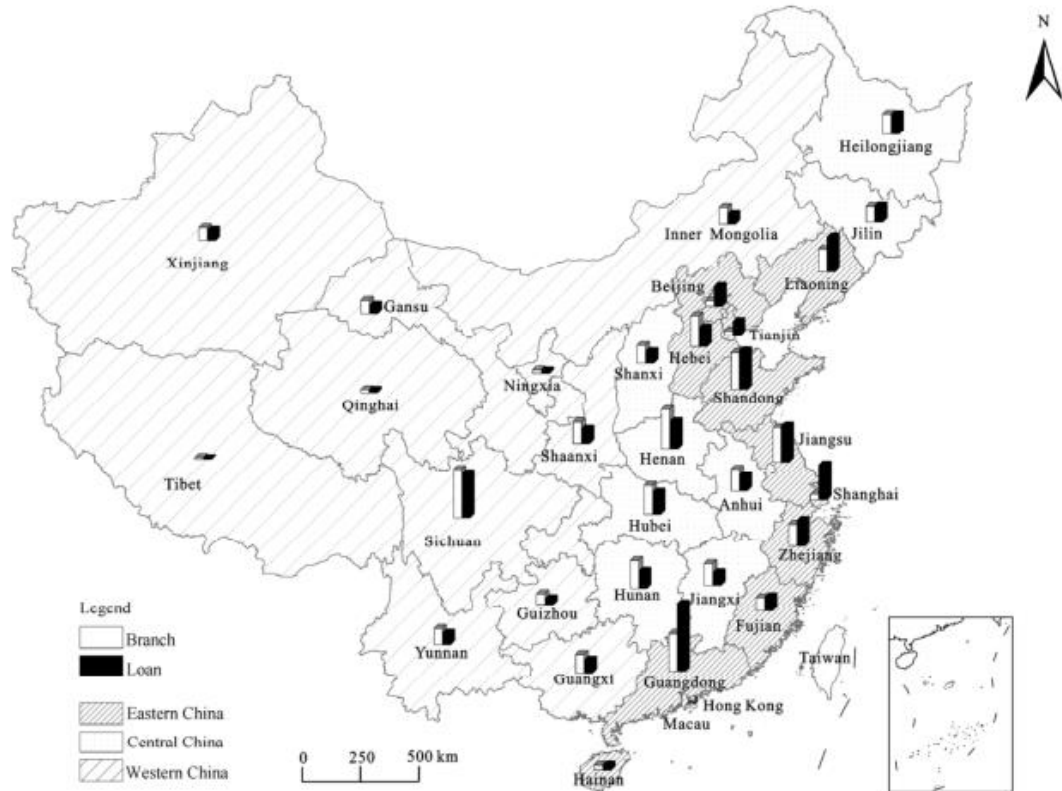 N
Heilongjiang
Jilin
Inner Mongolia
Liaoning
Xinjiang
Beijing
Gansu
Tianjin
Hebei
Shanxi
Ningxia
Shandong
Qinghai
Jiangsu
Shaanxi
Henan
Tibet
Shanghai
Anhui
Hubei
Sichuan
Zhejiang
Hunan
Jiangxi
Guizhou
Fujian
Legend
Branch
Yunnan
Taiwan
Loan
Guangxi
Guangdong
Hong Kong
Macau
Eastern China
Central China
0 250 500 km
Western China
Hainan